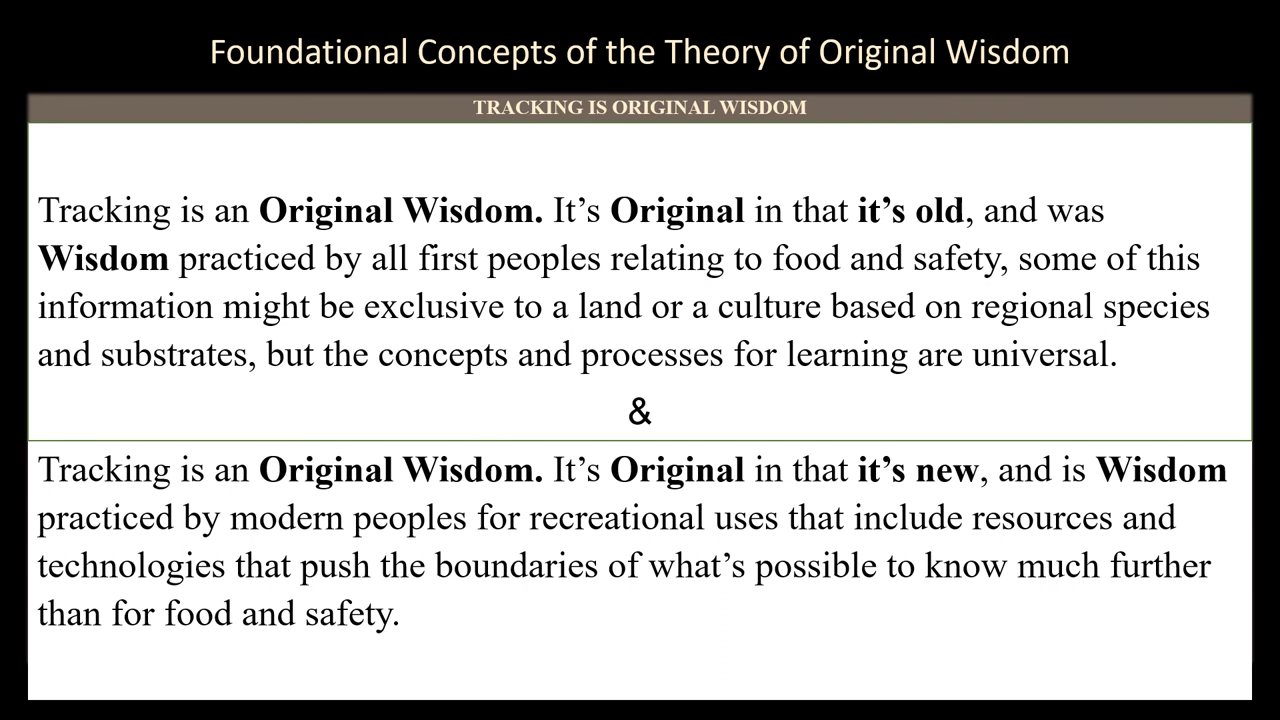 Foundational Concepts of the Theory of Original Wisdom
TRACKING IS ORIGINAL WISDOM
Tracking is an Original Wisdom. It’s Original in that it’s old, and was
Wisdom practiced by all first peoples relating to food and safety, some of this
information might be exclusive to a land or a culture based on regional species
and substrates, but the concepts and processes for learning are universal.
&
Tracking is an Original Wisdom. It’s Original in that it’s new, and is Wisdom
practiced by modern peoples for recreational uses that include resources and
technologies that push the boundaries of what’s possible to know much further
than for food and safety.